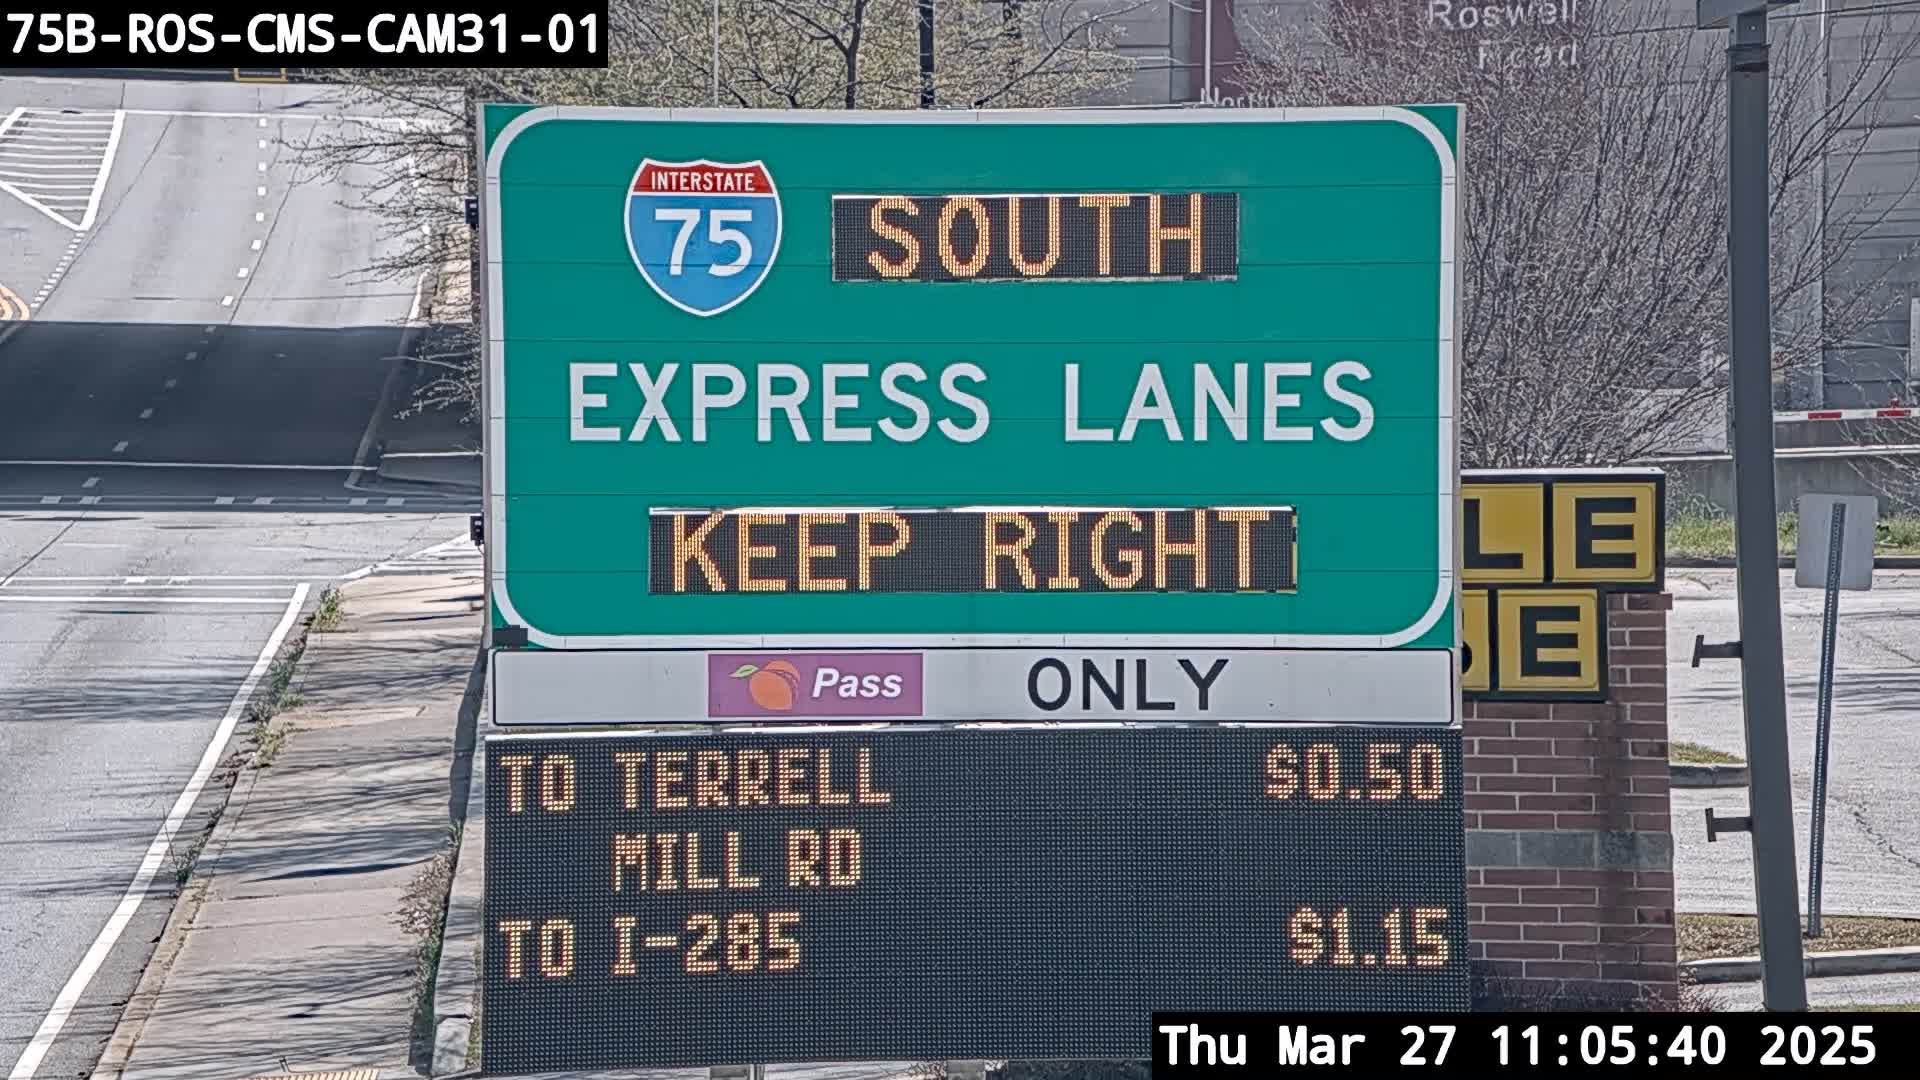 75B-ROS-CMS-CAM31-01
Roswell
Road
INTERSTATE
75
SOUTH
EXPRESS LANES
KEEP RIGHT
LE
E
Pass ONLY
TO TERRELL $0.50
MILL RD
TO I-285 $1.15
Thu Mar 27 11:05:40 2025